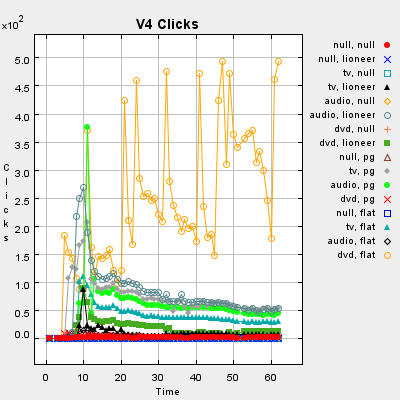 V4 Clicks
x10²
5.0
4.5
4.0
3.5
3.0
2.5
2.0
1.5
1.0
0.5
0.0
Clicks
0 10 20 30 40 50 60
Time
null, null
null, lioneer
tv, null
tv, lioneer
audio, null
audio, lioneer
dvd, null
dvd, lioneer
null, pg
tv, pg
audio, pg
dvd, pg
null, flat
tv, flat
audio, flat
dvd, flat